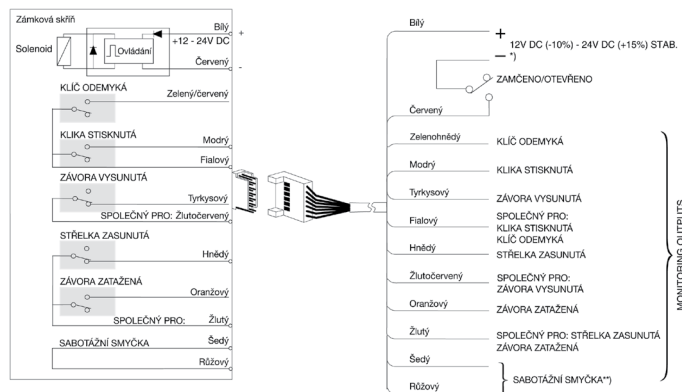 Zámková skříň
Solenoid
Ovládání
Bílý +
+12 - 24V DC
Červený -
KLÍČ ODEMYKÁ
Zelený/červený
KLIKA STISKNUTÁ
Modrý
Fialový
ZÁVORA VYSUNUTÁ
Tyrkysový
SPOLEČNÝ PRO: Žlutočervený
STŘELKA ZASUNUTÁ
Hnědý
ZÁVORA ZATAŽENÁ
Oranžový
SPOLEČNÝ PRO: Žlutý
SABOTÁŽNÍ SMYČKA
Šedý
Růžový
Bílý
+
12V DC (-10%) - 24V DC (+15%) STAB.
— *)
ZAMČENO/OTEVŘENO
Červený
Zelenohnědý KLÍČ ODEMYKÁ
Modrý KLIKA STISKNUTÁ
Tyrkysový ZÁVORA VYSUNUTÁ
Fialový SPOLEČNÝ PRO:
KLIKA STISKNUTÁ
KLÍČ ODEMYKÁ
Hnědý STŘELKA ZASUNUTÁ
Žlutočervený SPOLEČNÝ PRO:
ZÁVORA VYSUNUTÁ
Oranžový ZÁVORA ZATAŽENÁ
Žlutý SPOLEČNÝ PRO: STŘELKA ZASUNUTÁ
ZÁVORA ZATAŽENÁ
Šedý
SABOTÁŽNÍ SMYČKA**)
Růžový
MONITORING OUTPUTS